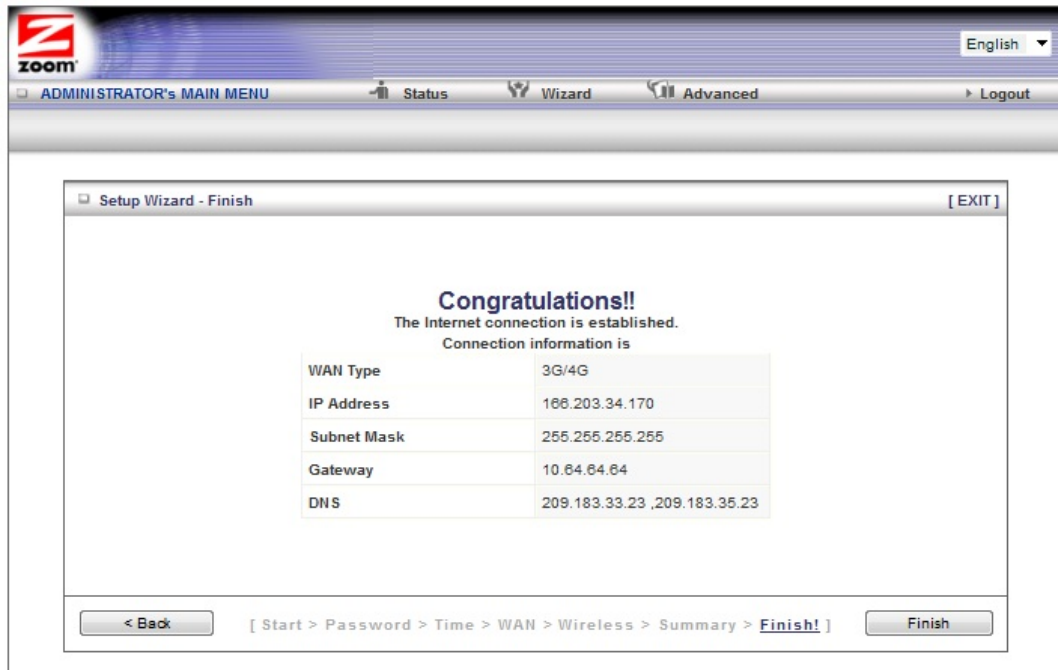 zoom
English
ADMINISTRATOR's MAIN MENU Status Wizard Advanced Logout
Setup Wizard - Finish [ EXIT ]
Congratulations!!
The Internet connection is established.
Connection information is
WAN Type 3G/4G
IP Address 166.203.34.170
Subnet Mask 255.255.255.255
Gateway 10.64.64.64
DNS 209.183.33.23 ,209.183.35.23
< Back [ Start > Password > Time > WAN > Wireless > Summary > Finish! ] Finish